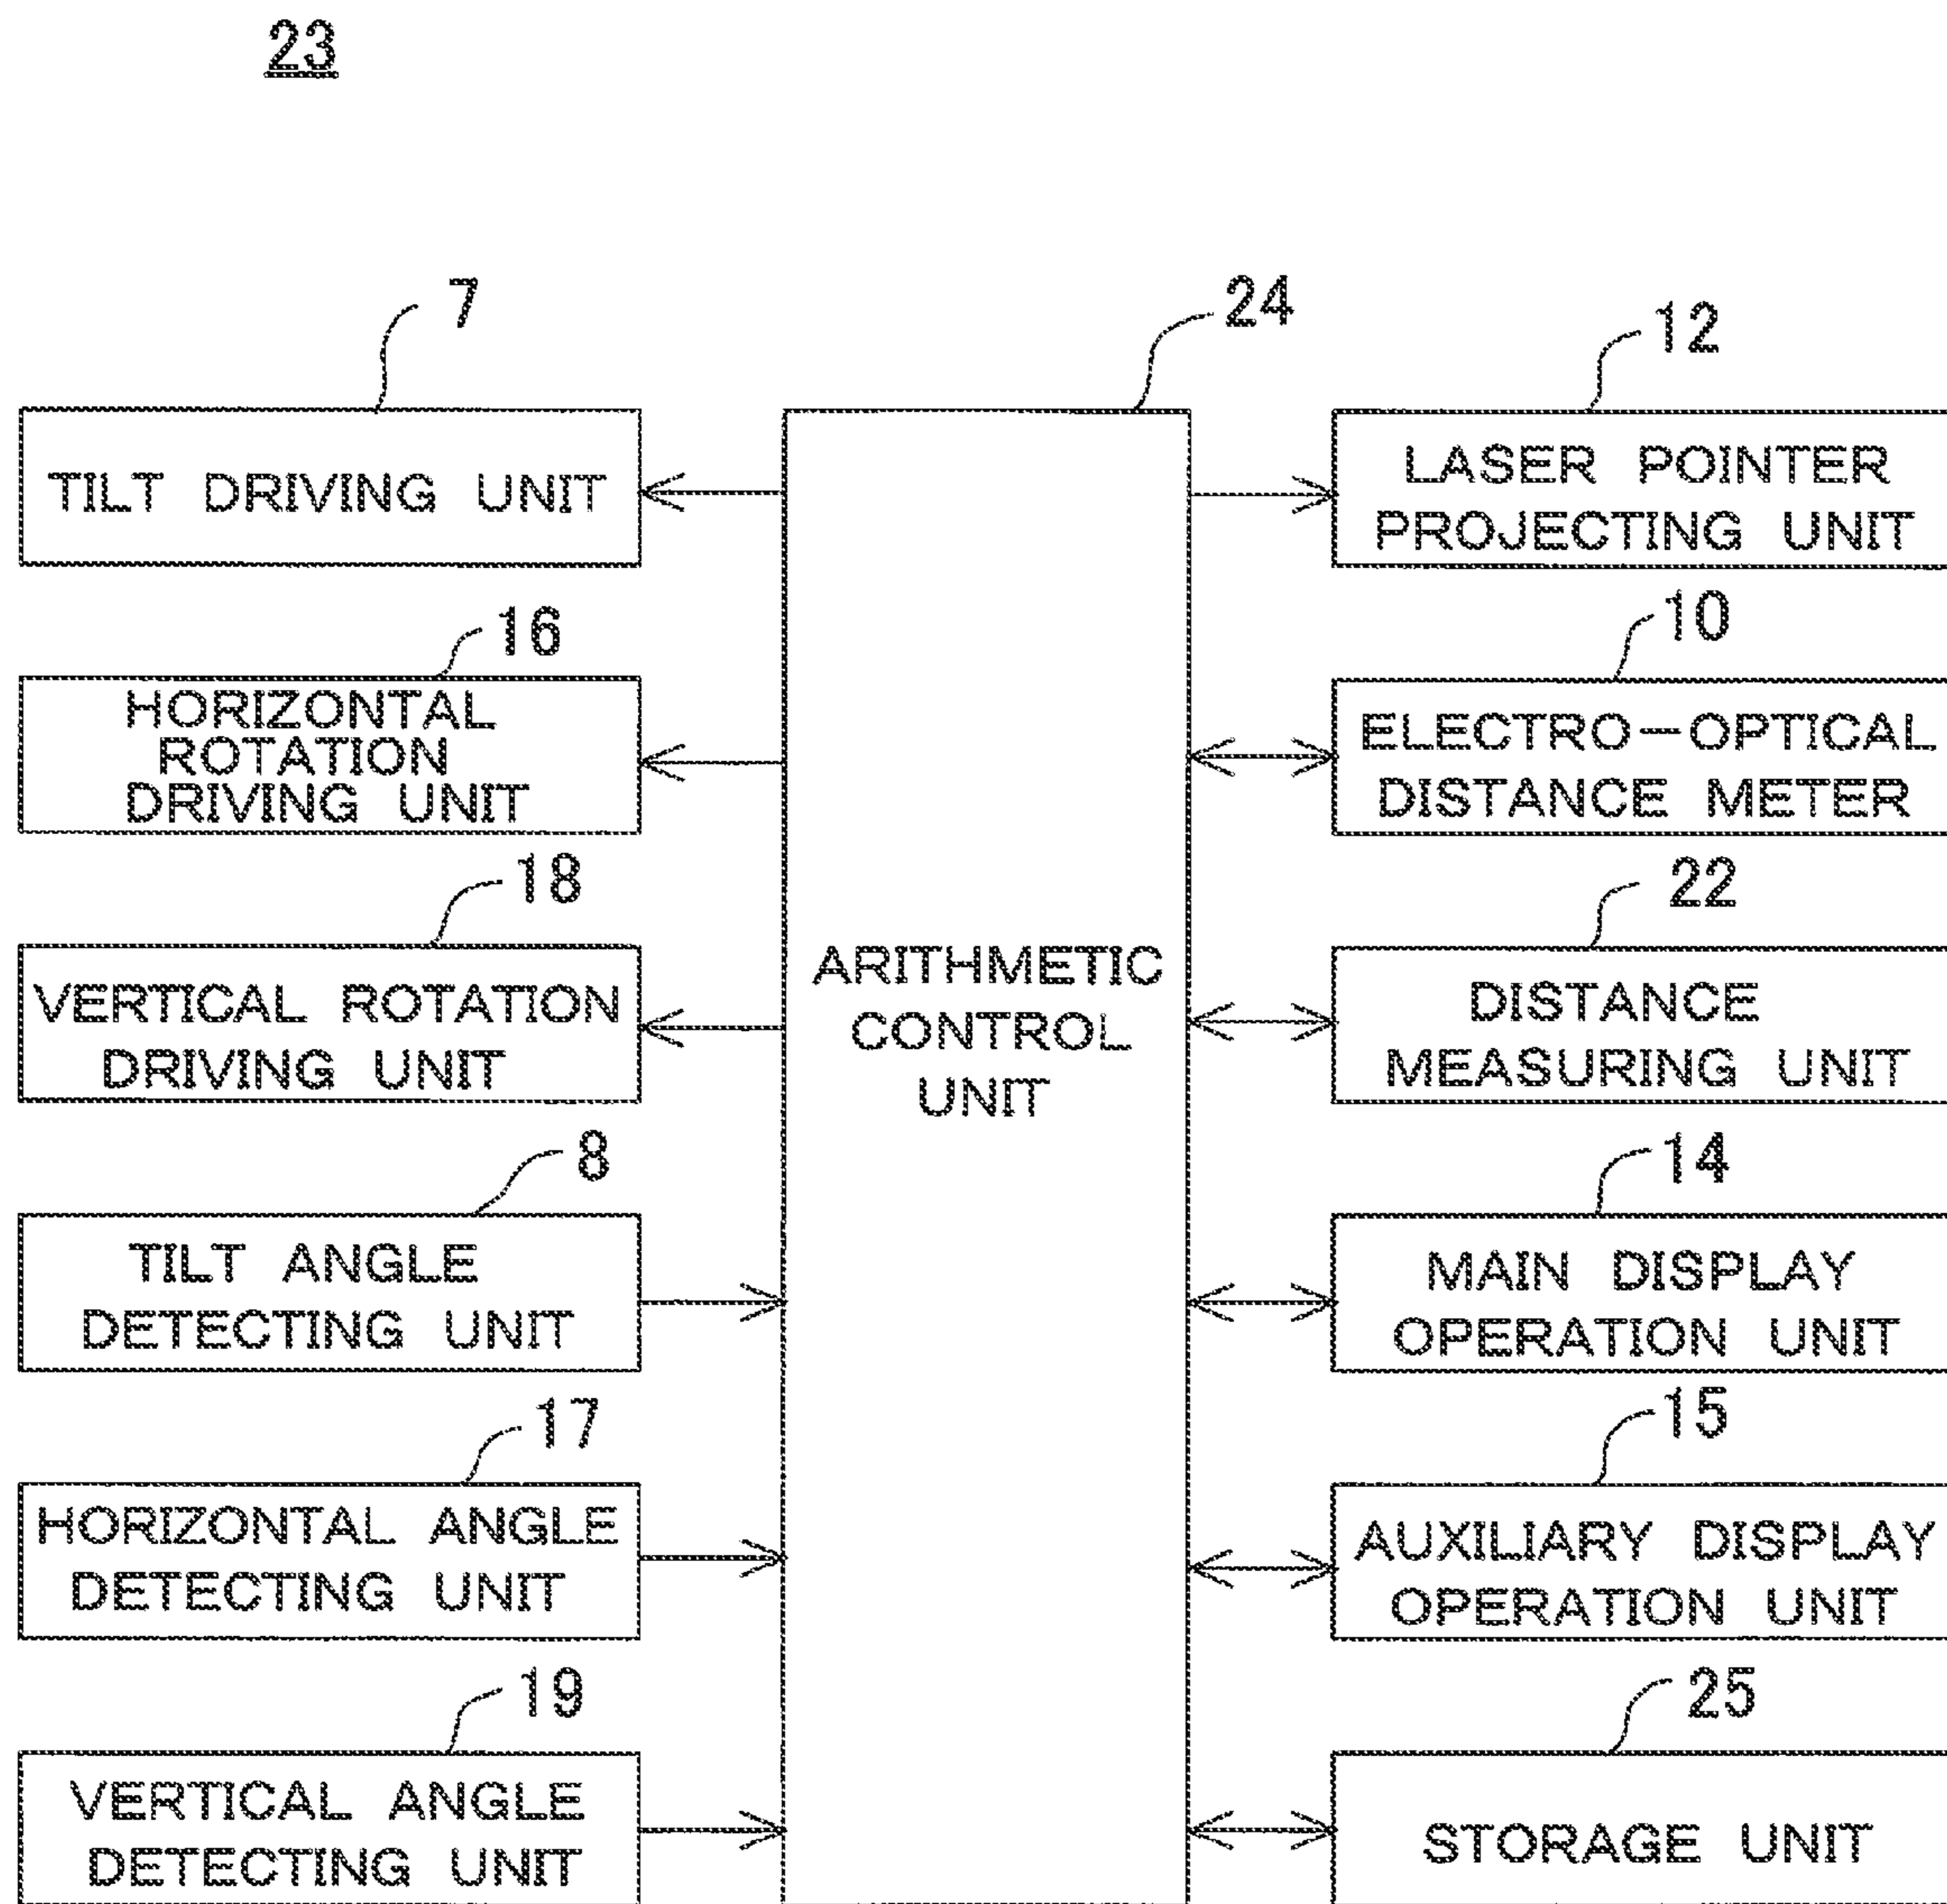 23
7
TILT DRIVING UNIT
16
HORIZONTAL
ROTATION
DRIVING UNIT
18
VERTICAL ROTATION
DRIVING UNIT
8
TILT ANGLE
DETECTING UNIT
17
HORIZONTAL ANGLE
DETECTING UNIT
19
VERTICAL ANGLE
DETECTING UNIT
24
ARITHMETIC
CONTROL
UNIT
12
LASER POINTER
PROJECTING UNIT
10
ELECTRO-OPTICAL
DISTANCE METER
22
DISTANCE
MEASURING UNIT
14
MAIN DISPLAY
OPERATION UNIT
15
AUXILIARY DISPLAY
OPERATION UNIT
25
STORAGE UNIT